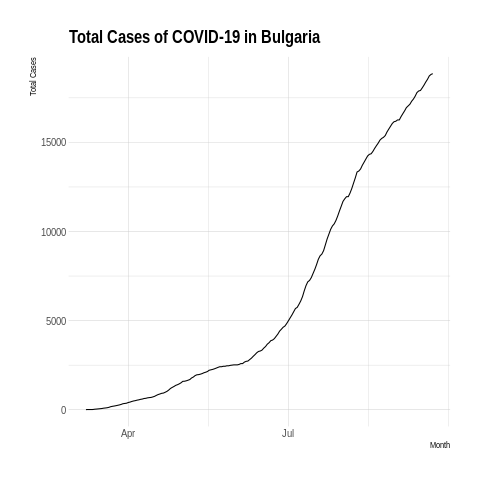 Total Cases of COVID-19 in Bulgaria
Total Cases
15000
10000
5000
0
Apr
Jul
Month